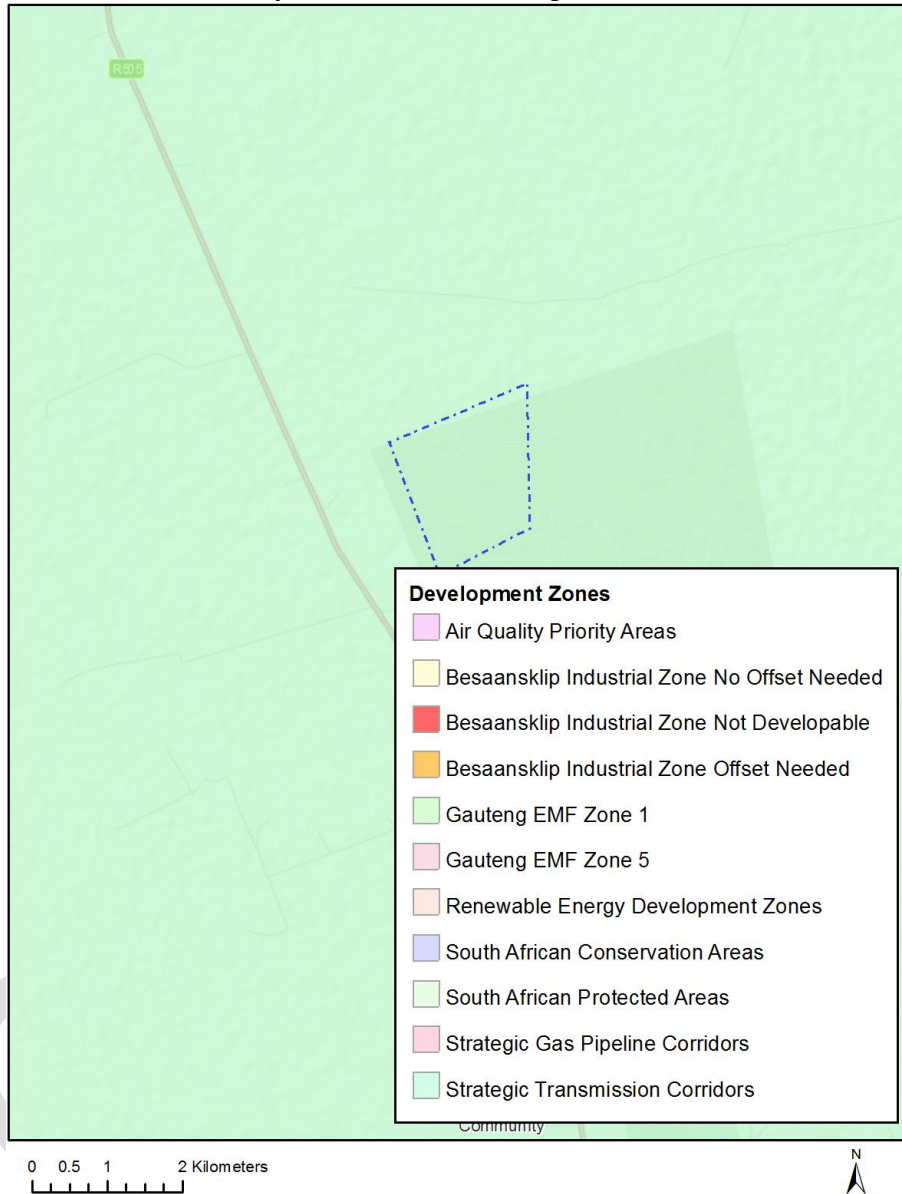 R505
Development Zones
Air Quality Priority Areas
Besaansklip Industrial Zone No Offset Needed
Besaansklip Industrial Zone Not Developable
Besaansklip Industrial Zone Offset Needed
Gauteng EMF Zone 1
Gauteng EMF Zone 5
Renewable Energy Development Zones
South African Conservation Areas
South African Protected Areas
Strategic Gas Pipeline Corridors
Strategic Transmission Corridors
Community
0 0.5 1 2 Kilometers
N